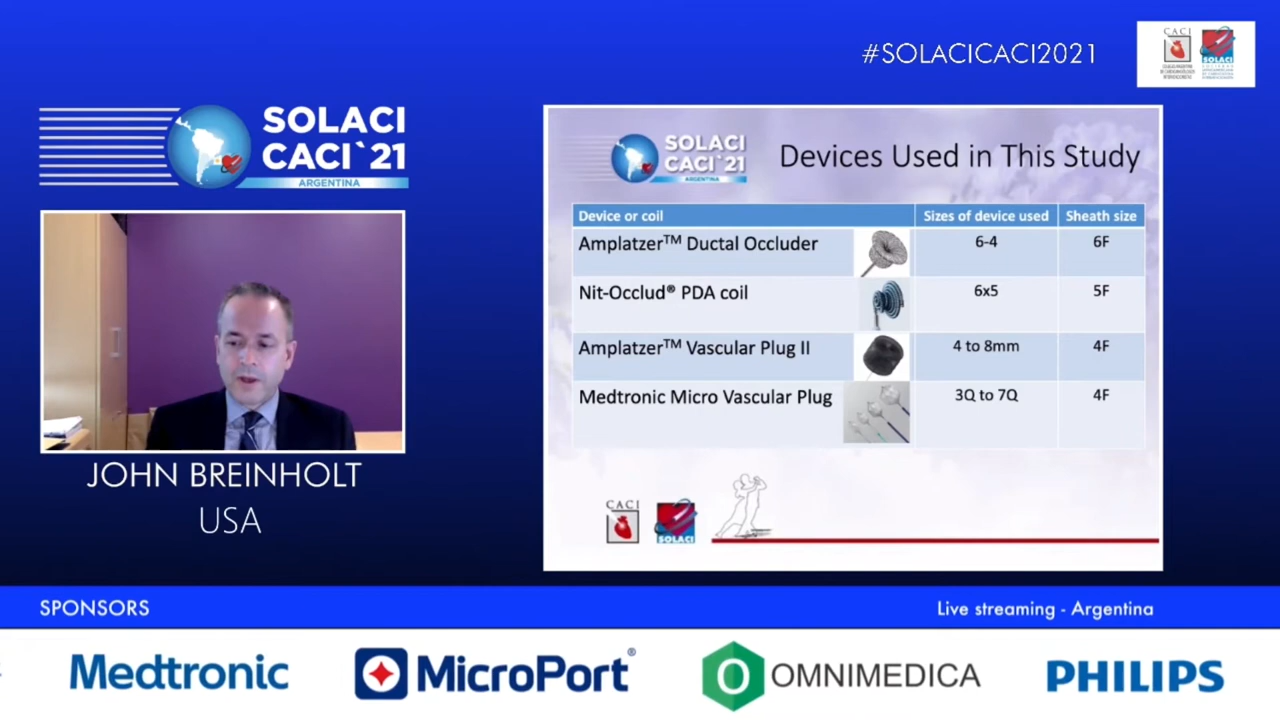 #SOLACICACI2021
CACI
SOLACI
SOLACI
CACI`21
ARGENTINA
JOHN BREINHOLT
USA
SOLACI
CACI`21
ARGENTINA
Devices Used in This Study
Device or coil Sizes of device used Sheath size
Amplatzer™ Ductal Occluder 6-4 6F
Nit-Occlud® PDA coil 6x5 5F
Amplatzer™ Vascular Plug II 4 to 8mm 4F
Medtronic Micro Vascular Plug 3Q to 7Q 4F
CACI
SOLACI
SPONSORS
Live streaming - Argentina
Medtronic
MicroPort®
OMNIMEDICA
PHILIPS